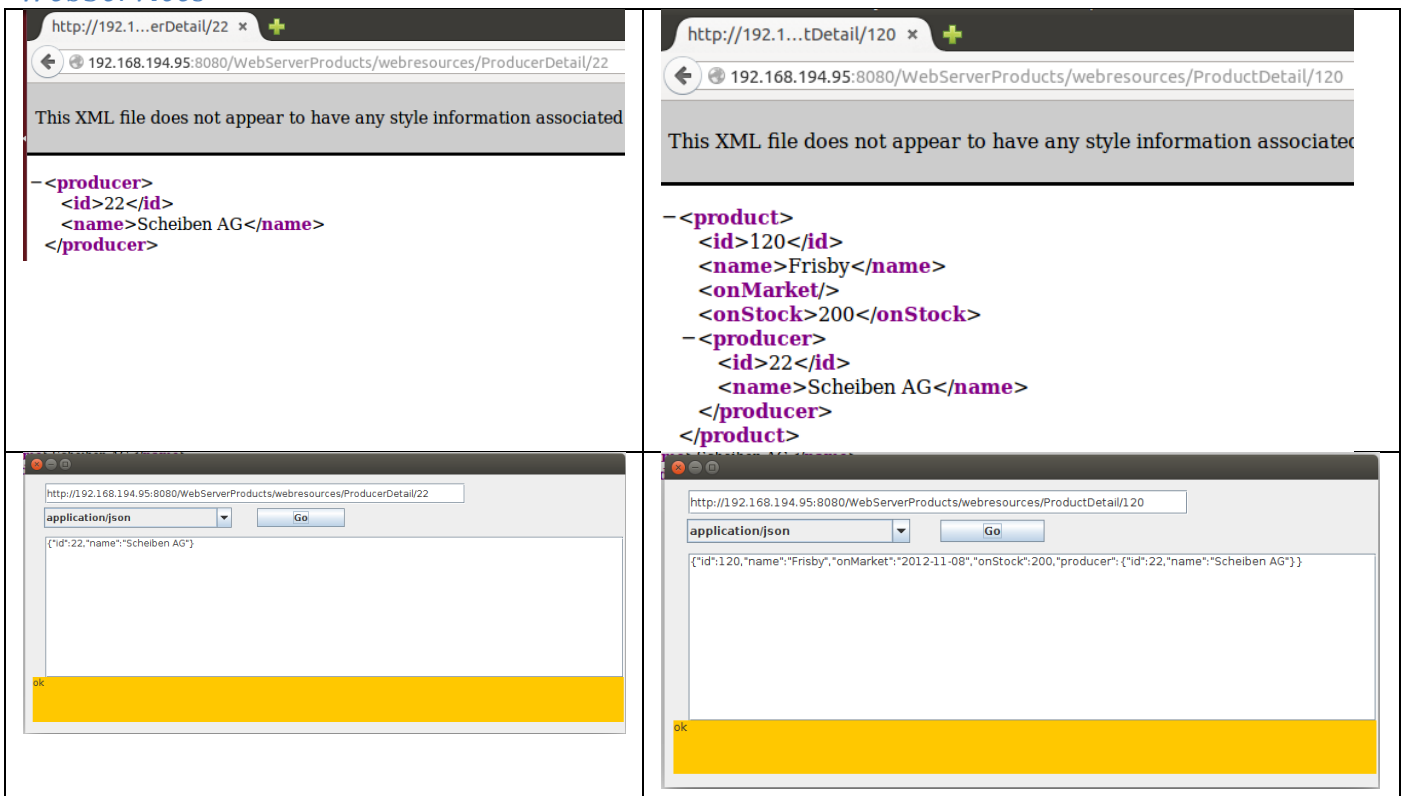 http://192.1...erDetail/22 ×
192.168.194.95:8080/WebServerProducts/webresources/ProducerDetail/22
This XML file does not appear to have any style information associated
−<producer>
<id>22</id>
<name>Scheiben AG</name>
</producer>
http://192.1...tDetail/120 ×
192.168.194.95:8080/WebServerProducts/webresources/ProductDetail/120
This XML file does not appear to have any style information associated
−<product>
<id>120</id>
<name>Frisby</name>
<onMarket/>
<onStock>200</onStock>
−<producer>
<id>22</id>
<name>Scheiben AG</name>
</producer>
</product>
http://192.168.194.95:8080/WebServerProducts/webresources/ProducerDetail/22
application/json
Go
{"id":22,"name":"Scheiben AG"}
ok
http://192.168.194.95:8080/WebServerProducts/webresources/ProductDetail/120
application/json
Go
{"id":120,"name":"Frisby","onMarket":"2012-11-08","onStock":200,"producer":{"id":22,"name":"Scheiben AG"}}
ok